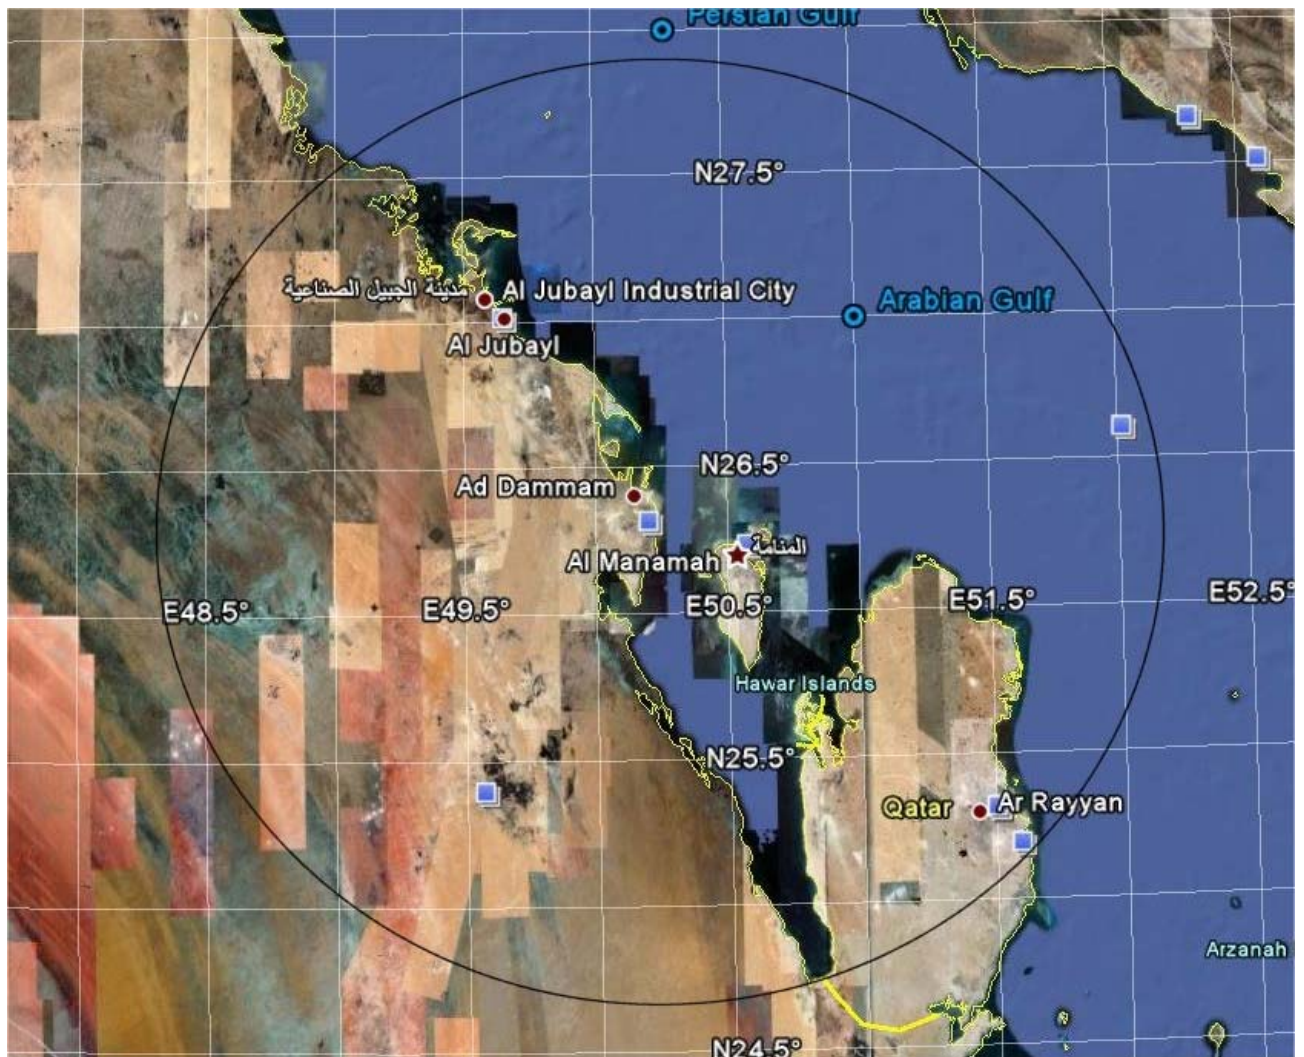 Persian Gulf
N27.5°
مدينة الجبيل الصناعية
Al Jubayl Industrial City
Arabian Gulf
Al Jubayl
N26.5°
Ad Dammam
المنامة
Al Manamah
E48.5°
E49.5°
E50.5°
E51.5°
E52.5°
Hawar Islands
N25.5°
Qatar
Ar Rayyan
Arzanah
N24.5°